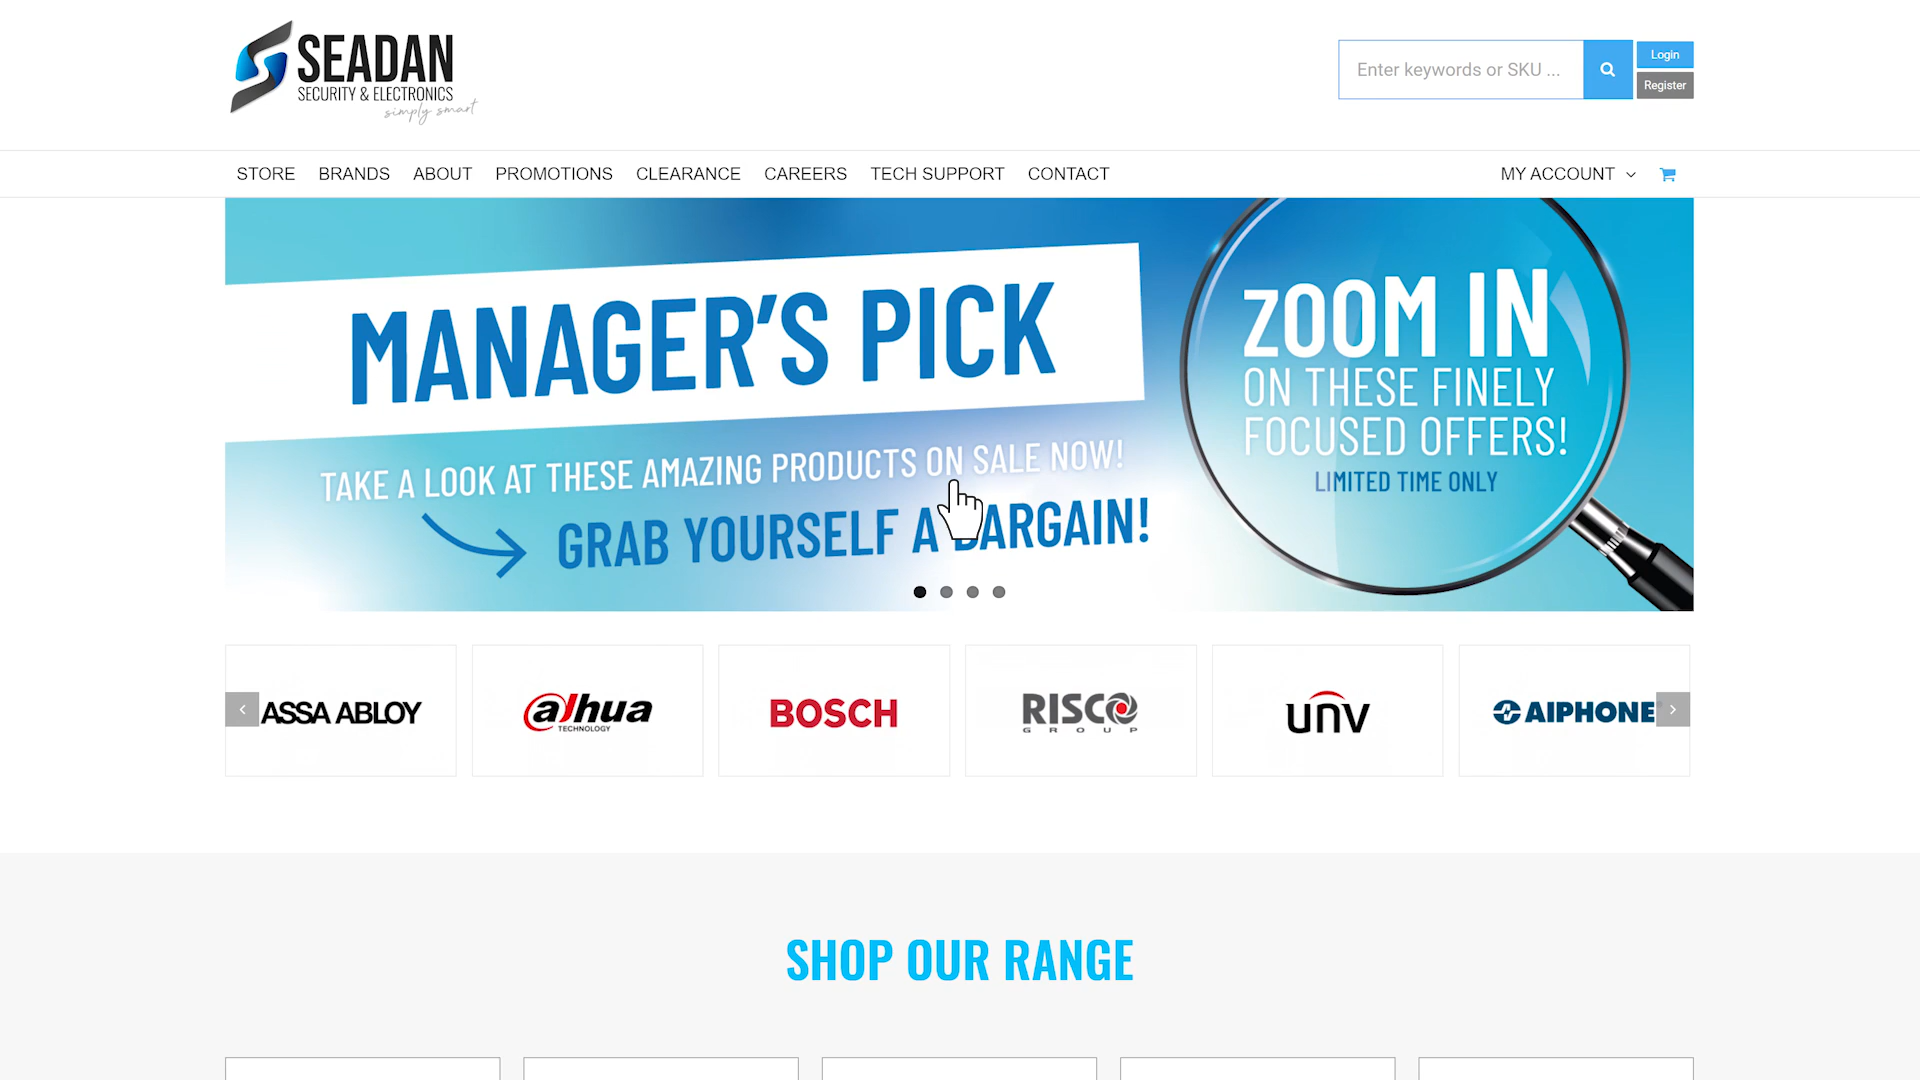 SEADAN
SECURITY & ELECTRONICS
simply smart
Enter keywords or SKU ...
Login
Register
STORE BRANDS ABOUT PROMOTIONS CLEARANCE CAREERS TECH SUPPORT CONTACT MY ACCOUNT
MANAGER'S PICK
TAKE A LOOK AT THESE AMAZING PRODUCTS ON SALE NOW!
GRAB YOURSELF A BARGAIN!
ZOOM IN
ON THESE FINELY
FOCUSED OFFERS!
LIMITED TIME ONLY
ASSA ABLOY
alhua
TECHNOLOGY
BOSCH
RISCO
GROUP
unv
AIPHONE
SHOP OUR RANGE